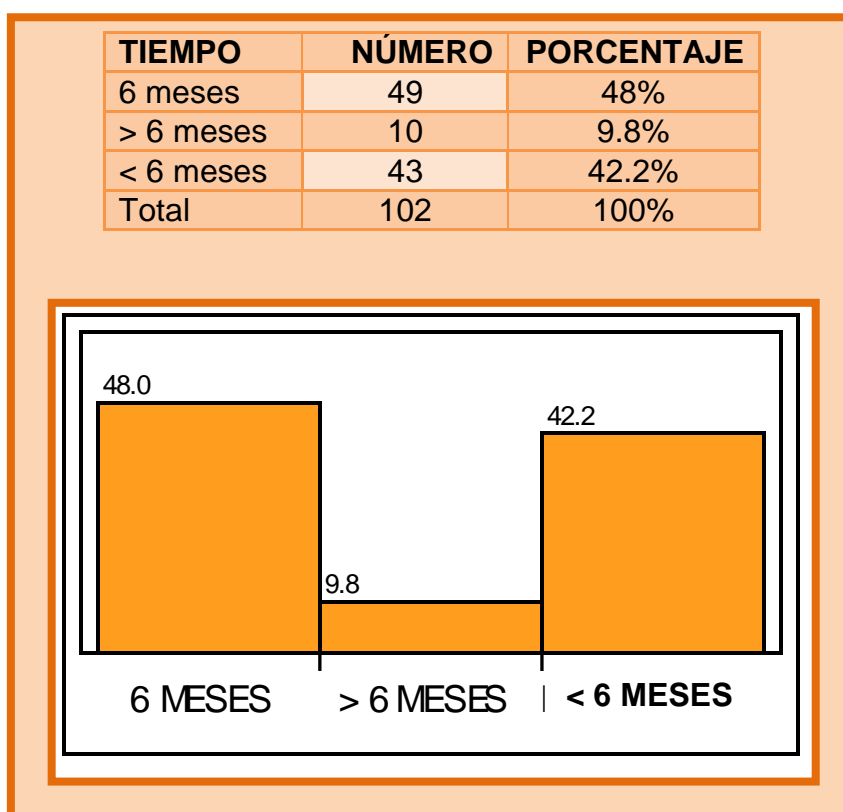 TIEMPO NÚMERO PORCENTAJE
6 meses 49 48%
> 6 meses 10 9.8%
< 6 meses 43 42.2%
Total 102 100%
48.0
42.2
9.8
6 MESES > 6 MESES < 6 MESES